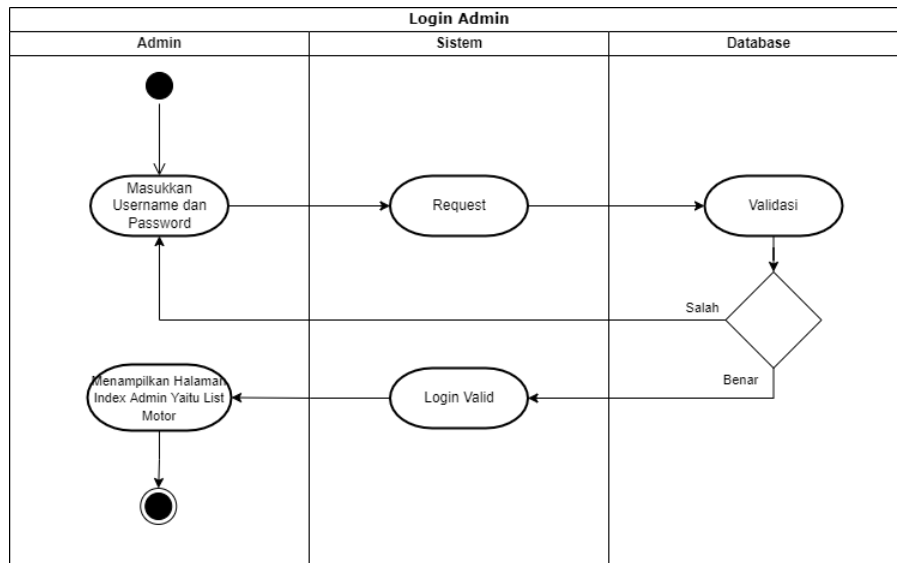 Login Admin
Admin
Sistem
Database
Masukkan
Username dan
Password
Request
Validasi
Salah
Benar
Menampilkan Halaman
Index Admin Yaitu List
Motor
Login Valid